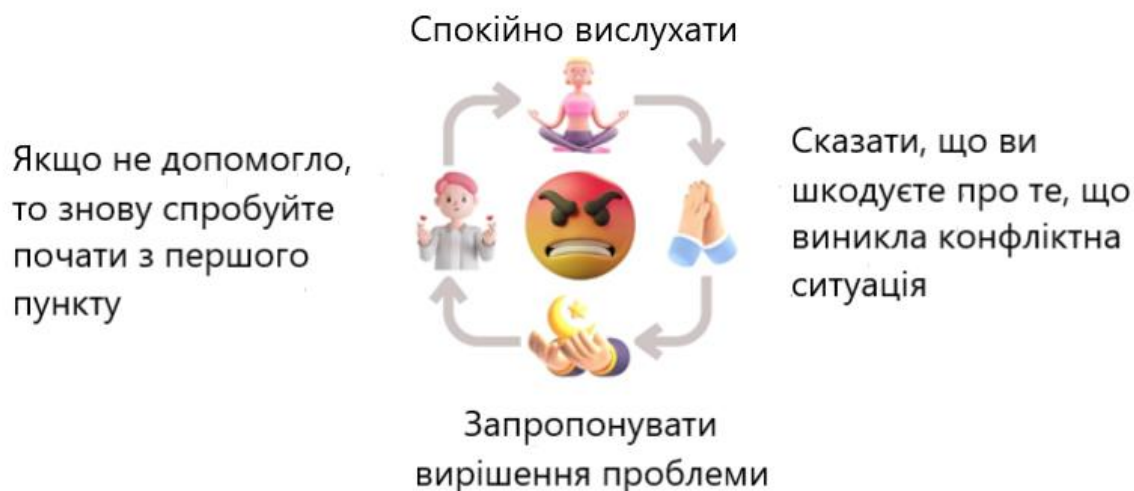 Спокійно вислухати
Сказати, що ви
шкодуєте про те, що
виникла конфліктна
ситуація
Запропонувати
вирішення проблеми
Якщо не допомогло,
то знову спробуйте
почати з першого
пункту